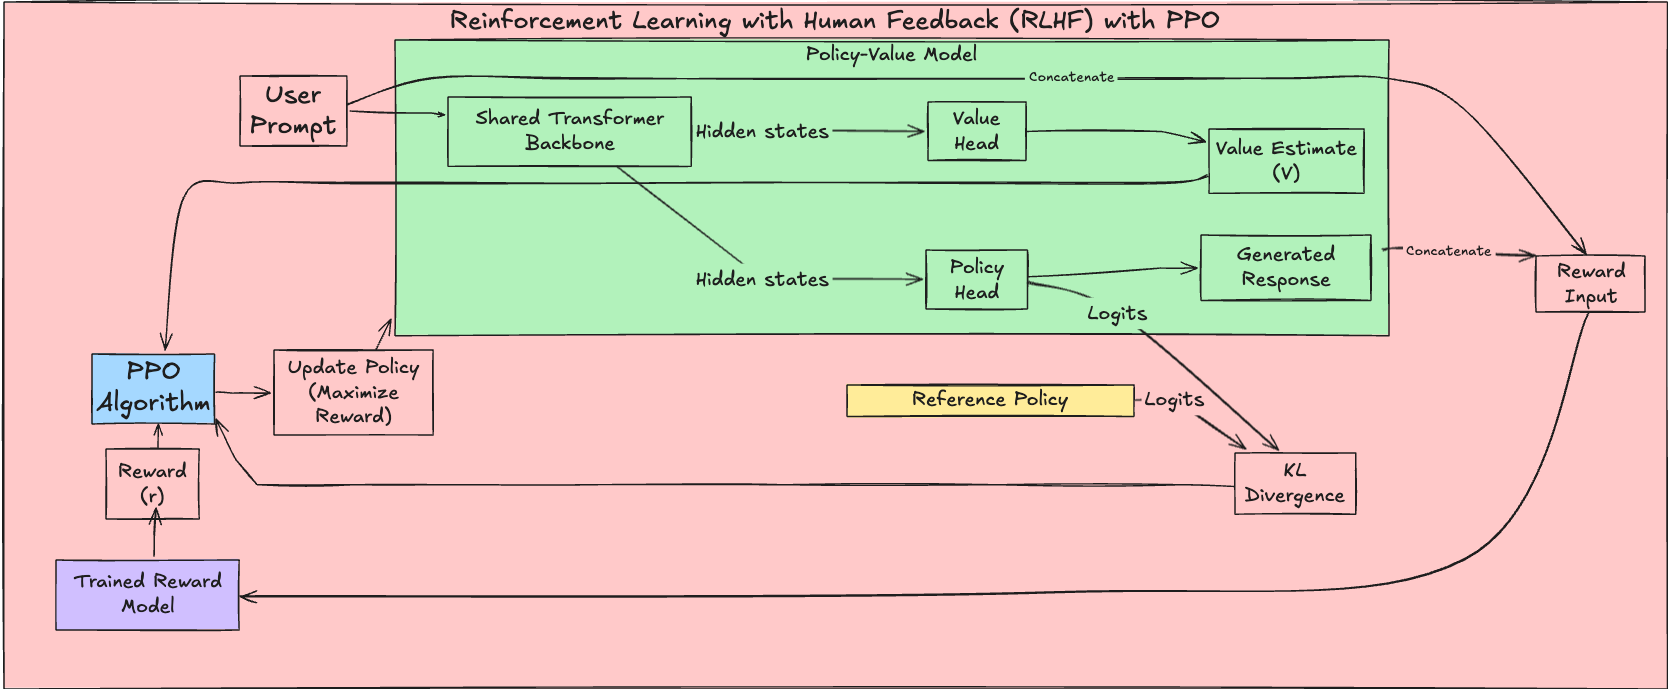 Reinforcement Learning with Human Feedback (RLHF) with PPO
Policy-Value Model
Concatenate
User
Prompt
Shared Transformer
Backbone
Hidden states
Value
Head
Value Estimate
(V)
Hidden states
Policy
Head
Generated
Response
Concatenate
Reward
Input
Logits
PPO
Algorithm
Update Policy
(Maximize
Reward)
Reference Policy
Logits
KL
Divergence
Reward
(r)
Trained Reward
Model